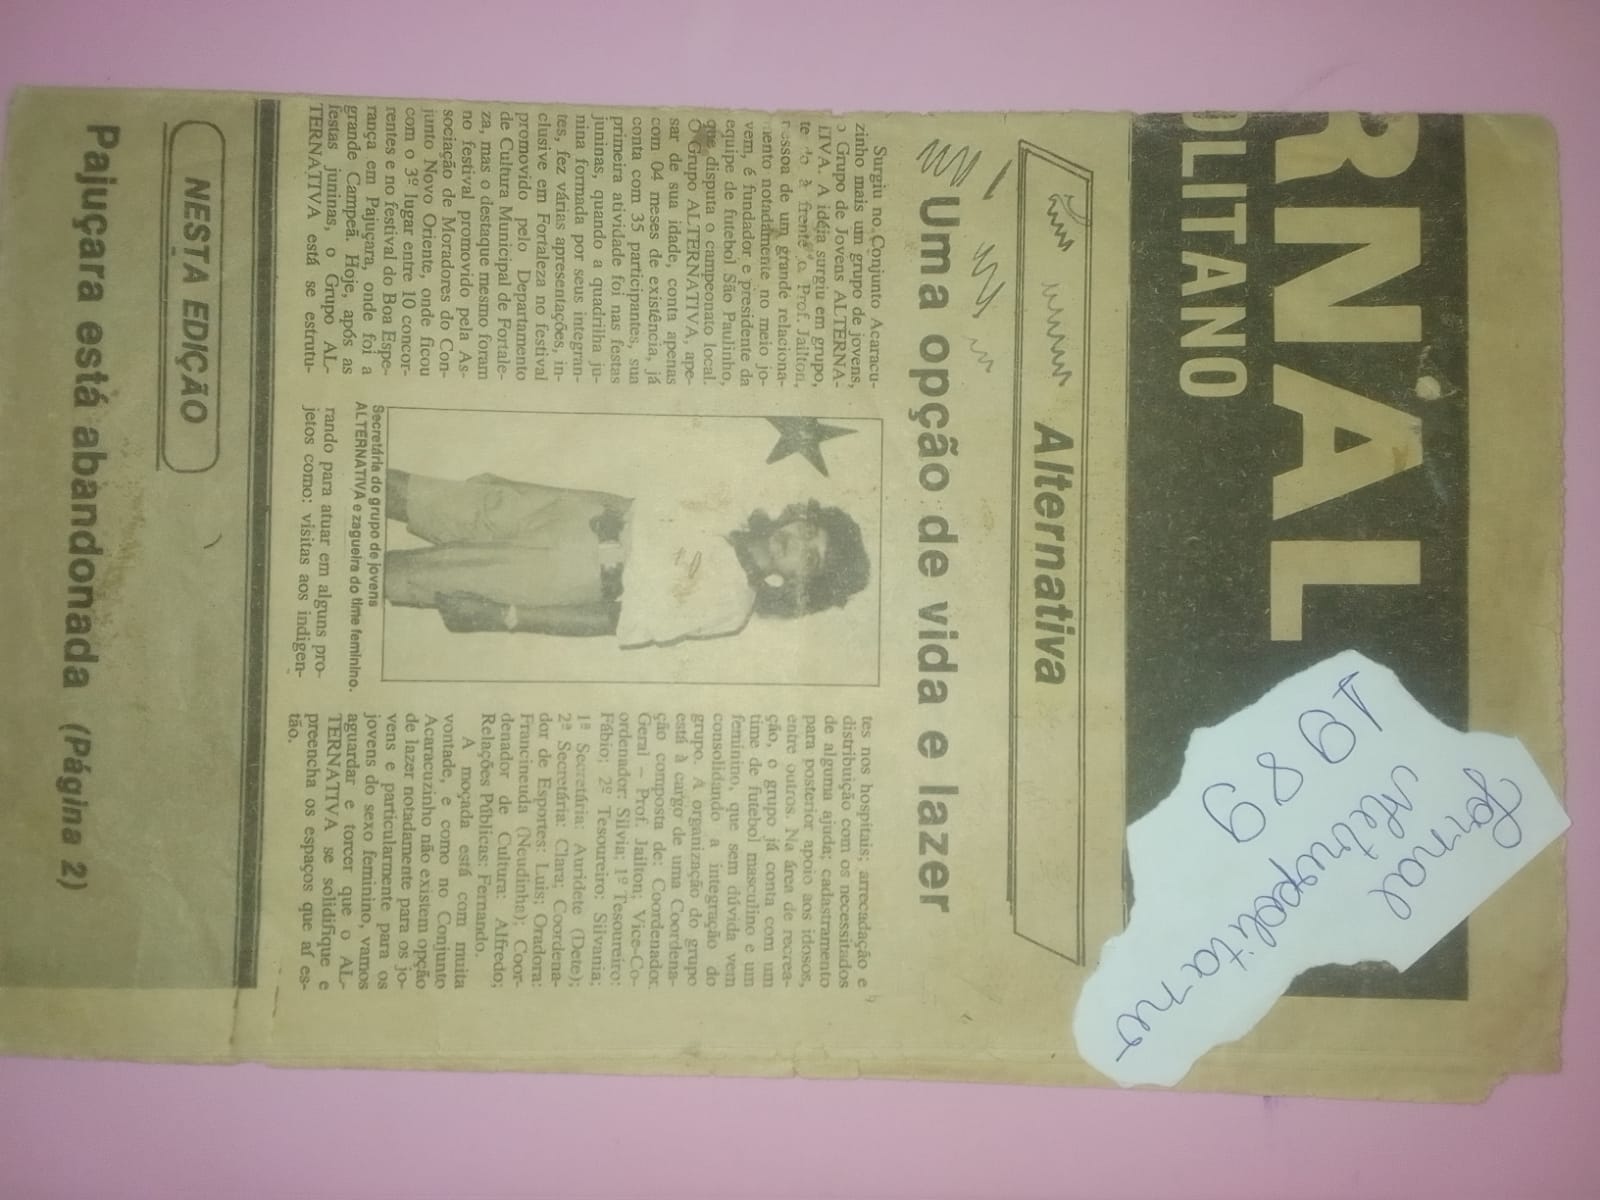 RNAL
OLITANO
Jornal
Metropolitano
1989
Alternativa
Uma opção de vida e lazer
Surgiu no Conjunto Acaracu-
zinho mais um grupo de jovens,
o Grupo de Jovens ALTERNA-
TIVA. A idéia surgiu em grupo,
à frente o Prof. Jailton,
pessoa de um grande relaciona-
mento notadamente no meio jo-
vem, é fundador e presidente da
equipe de futebol São Paulinho,
que disputa o campeonato local.
O Grupo ALTERNATIVA, ape-
sar de sua idade, conta apenas
com 04 meses de existência, já
conta com 35 participantes, sua
primeira atividade foi nas festas
juninas, quando a quadrilha ju-
nina formada por seus integran-
tes, fez várias apresentações, in-
clusive em Fortaleza no festival
promovido pelo Departamento
de Cultura Municipal de Fortale-
za, mas o destaque mesmo foram
no festival promovido pela As-
sociação de Moradores do Con-
junto Novo Oriente, onde ficou
com o 3º lugar entre 10 concor-
rentes e no festival do Boa Espe-
rança em Pajuçara, onde foi a
grande Campeã. Hoje, após as
festas juninas, o Grupo AL-
TERNATIVA está se estrutu-
Secretária do grupo de jovens
ALTERNATIVA e zagueira do time feminino.
rando para atuar em alguns pro-
jetos como: visitas aos indigen-
tes nos hospitais; arrecadação e
distribuição com os necessitados
de alguma ajuda; cadastramento
para posterior apoio aos idosos,
entre outros. Na área de recrea-
ção, o grupo já conta com um
time de futebol masculino e um
feminino, que sem dúvida vem
consolidando a integração do
grupo. A organização do grupo
está à cargo de uma Coordena-
ção composta de: Coordenador
Geral – Prof. Jailton; Vice-Co-
ordenador: Silvia; 1º Tesoureiro:
Fábio; 2º Tesoureiro: Silvania;
1ª Secretária: Auridete (Dete);
2ª Secretária: Clara; Coordena-
dor de Esportes: Luis; Oradora:
Francineuda (Neudinha); Coor-
denador de Cultura: Alfredo;
Relações Públicas: Fernando.
A moçada está com muita
vontade, e como no Conjunto
Acaracuzinho não existem opção
de lazer notadamente para os jo-
vens e particularmente para os
jovens do sexo feminino, vamos
aguardar e torcer que o AL-
TERNATIVA se solidifique e
preencha os espaços que aí es-
tão.
NESTA EDIÇÃO
Pajuçara está abandonada (Página 2)